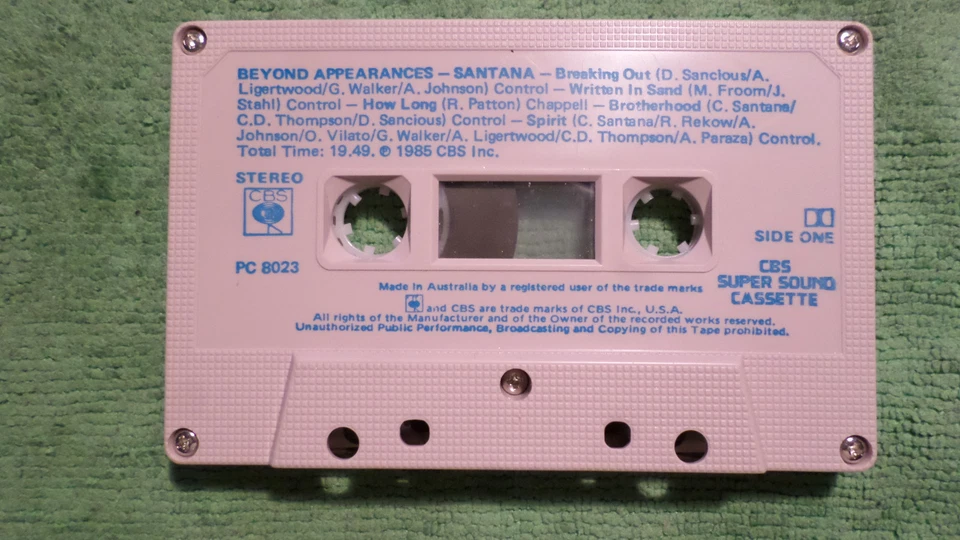 BEYOND APPEARANCES — SANTANA — Breaking Out (D. Sancious/A.
Ligertwood/G. Walker/A. Johnson) Control — Written In Sand (M. Froom/J.
Stahl) Control — How Long (R. Patton) Chappell — Brotherhood (C. Santana/
C.D. Thompson/D. Sancious) Control — Spirit (C. Santana/R. Rekow/A.
Johnson/O. Vilato/G. Walker/A. Ligertwood/C.D. Thompson/A. Paraza) Control.
Total Time: 19.49. ℗ 1985 CBS Inc.
STEREO
CBS
PC 8023
SIDE ONE
CBS
SUPER SOUND
CASSETTE
Made in Australia by a registered user of the trade marks
and CBS are trade marks of CBS Inc., U.S.A.
All rights of the Manufacturer and of the Owner of the recorded works reserved.
Unauthorized Public Performance, Broadcasting and Copying of this Tape prohibited.